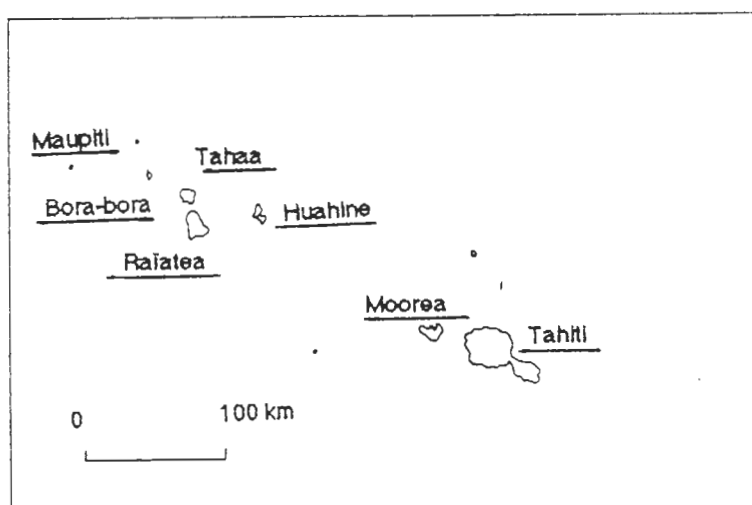 Maupiti
Tahaa
Bora-bora
Huahine
Raïatea
Moorea
Tahiti
0 100 km